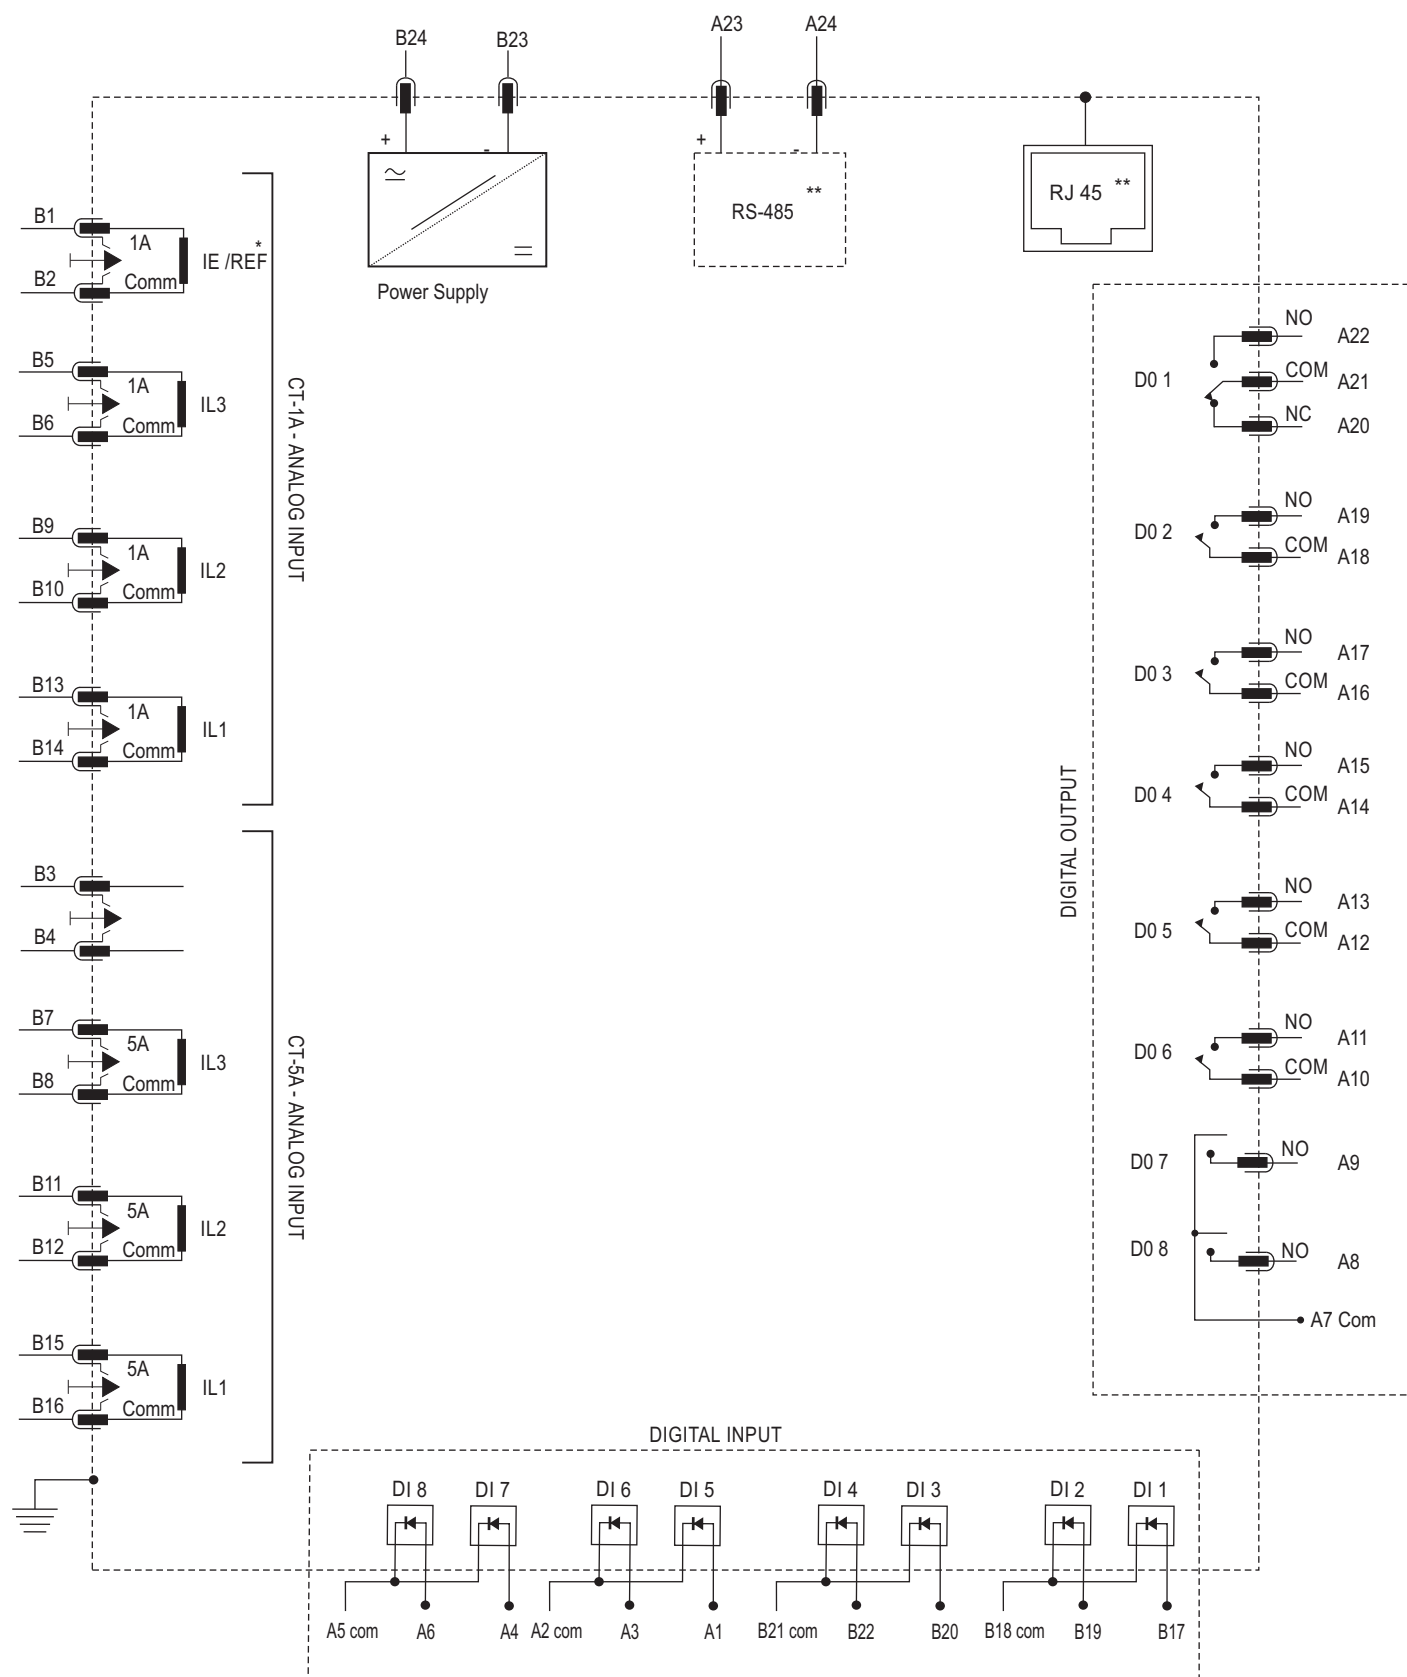 B24
B23
A23
A24
+
-
+
-
Power Supply
RS-485 **
RJ 45 **
B1
1A
IE /REF *
B2
Comm
B5
1A
IL3
B6
Comm
B9
1A
IL2
B10
Comm
B13
1A
IL1
B14
Comm
CT-1A - ANALOG INPUT
B3
B4
B7
5A
IL3
B8
Comm
B11
5A
IL2
B12
Comm
B15
5A
IL1
B16
Comm
CT-5A - ANALOG INPUT
DIGITAL OUTPUT
D0 1
NO A22
COM A21
NC A20
D0 2
NO A19
COM A18
D0 3
NO A17
COM A16
D0 4
NO A15
COM A14
D0 5
NO A13
COM A12
D0 6
NO A11
COM A10
D0 7
NO A9
D0 8
NO A8
A7 Com
DIGITAL INPUT
DI 8
DI 7
DI 6
DI 5
DI 4
DI 3
DI 2
DI 1
A5 com
A6
A4
A2 com
A3
A1
B21 com
B22
B20
B18 com
B19
B17